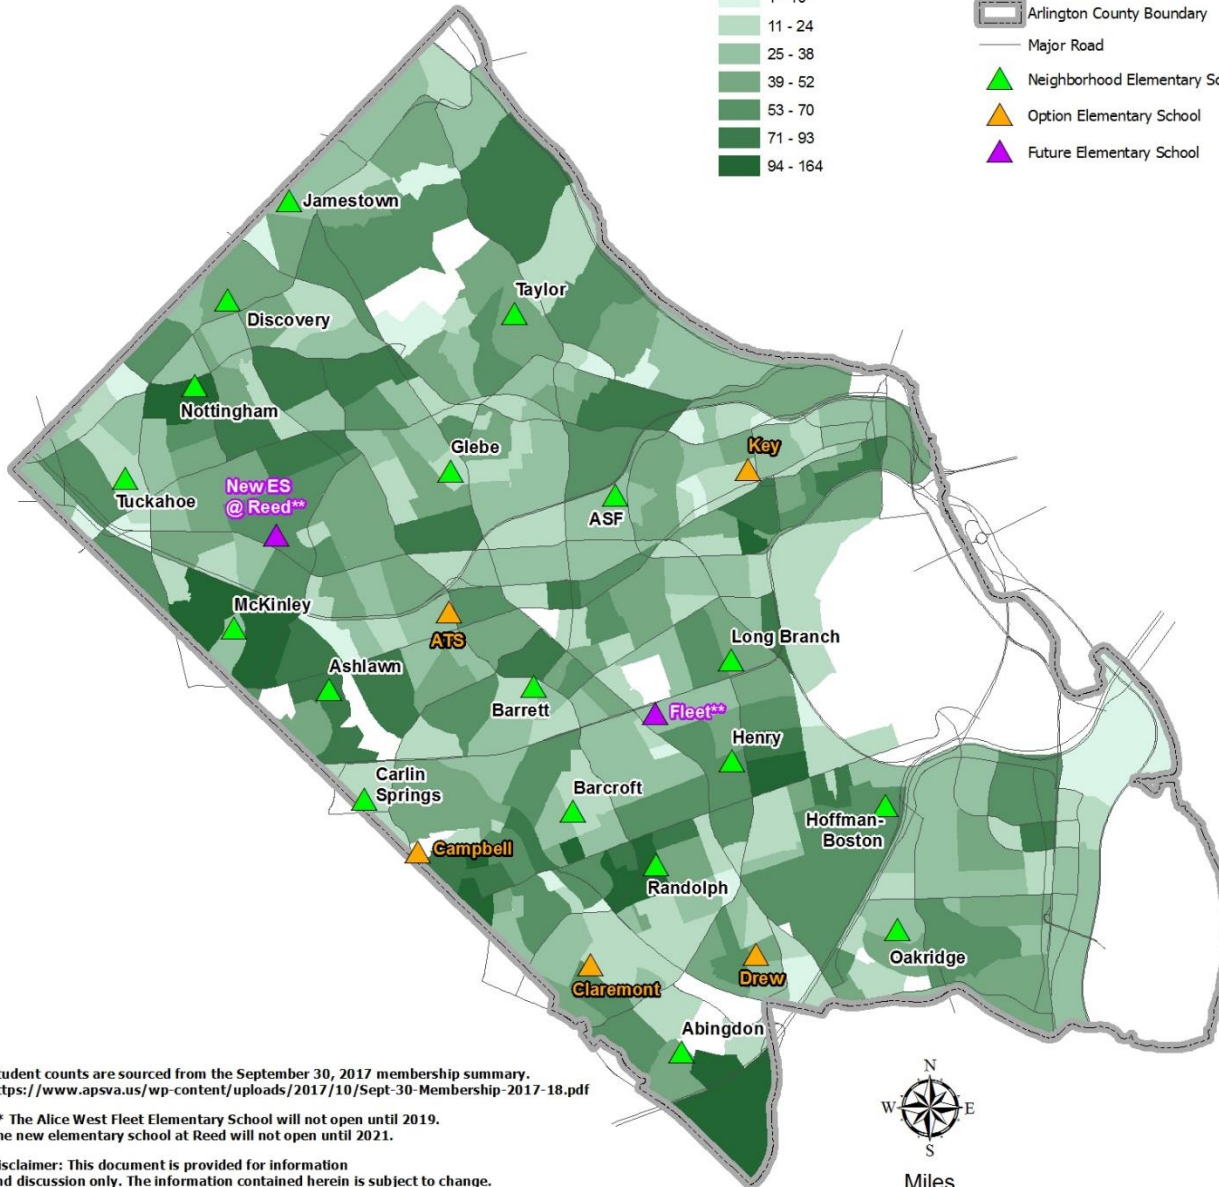 11 - 24
25 - 38
39 - 52
53 - 70
71 - 93
94 - 164
Arlington County Boundary
Major Road
Neighborhood Elementary Sc
Option Elementary School
Future Elementary School
Jamestown
Taylor
Discovery
Nottingham
Glebe
Key
Tuckahoe
New ES
@ Reed**
ASF
McKinley
ATS
Long Branch
Ashlawn
Barrett
Fleet**
Henry
Carlin
Springs
Barcroft
Hoffman-
Boston
Campbell
Randolph
Oakridge
Claremont
Drew
Abingdon
tudent counts are sourced from the September 30, 2017 membership summary.
ttps://www.apsva.us/wp-content/uploads/2017/10/Sept-30-Membership-2017-18.pdf
* The Alice West Fleet Elementary School will not open until 2019.
he new elementary school at Reed will not open until 2021.
isclaimer: This document is provided for information
nd discussion only. The information contained herein is subject to change.
N
W E
S
Miles